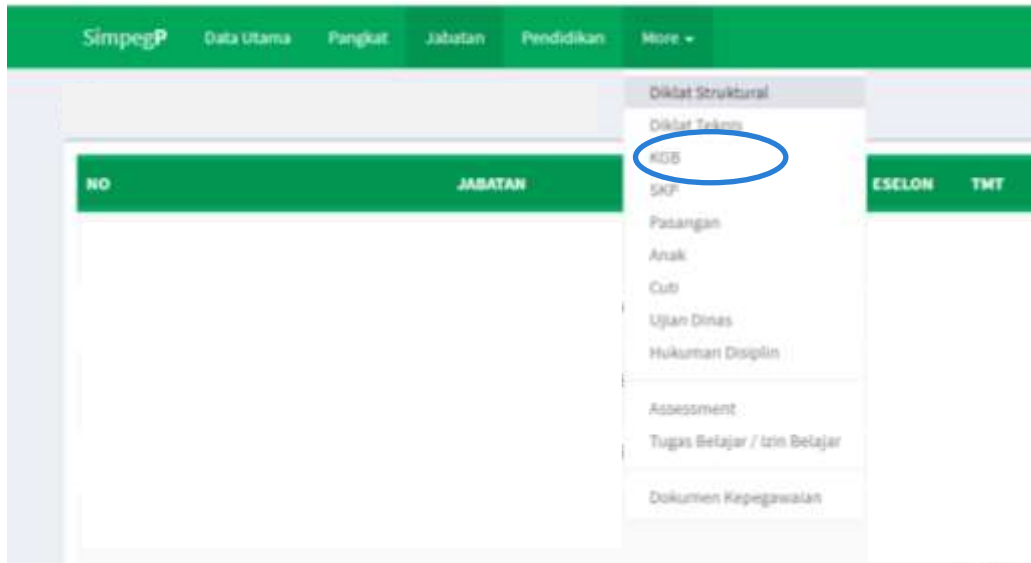 SimpegP Data Utama Pangkat Jabatan Pendidikan More
Diklat Struktural
Diklat Teknis
KGB
NO JABATAN ESELON TMT
SKP
Pasangan
Anak
Cuti
Ujian Dinas
Hukuman Disiplin
Assessment
Tugas Belajar / Izin Belajar
Dokumen Kepegawaian